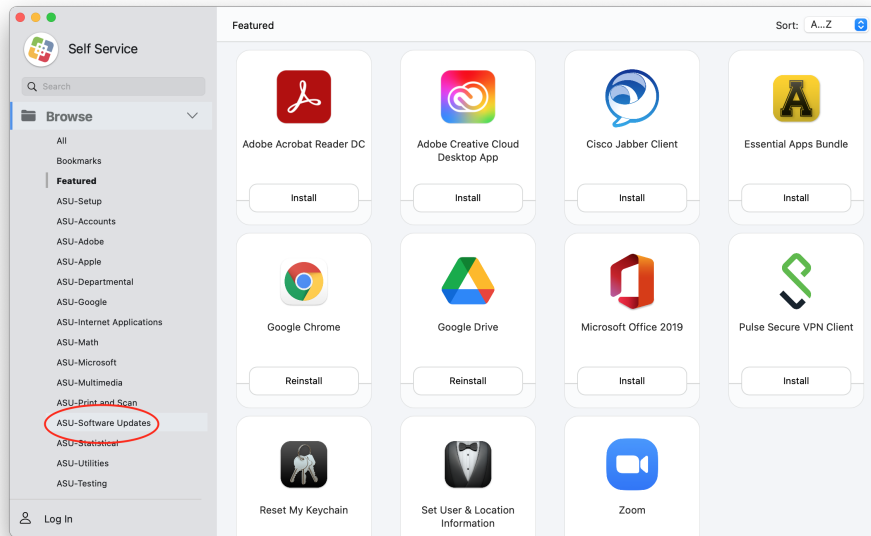 Self Service
Search
Browse
All
Bookmarks
Featured
ASU-Setup
ASU-Accounts
ASU-Adobe
ASU-Apple
ASU-Departmental
ASU-Google
ASU-Internet Applications
ASU-Math
ASU-Microsoft
ASU-Multimedia
ASU-Print and Scan
ASU-Software Updates
ASU-Statistical
ASU-Utilities
ASU-Testing
Log In
Featured
Sort: A...Z
Adobe Acrobat Reader DC
Install
Adobe Creative Cloud
Desktop App
Install
Cisco Jabber Client
Install
A
Essential Apps Bundle
Install
Google Chrome
Reinstall
Google Drive
Reinstall
Microsoft Office 2019
Install
Pulse Secure VPN Client
Install
Reset My Keychain
Set User & Location
Information
Zoom